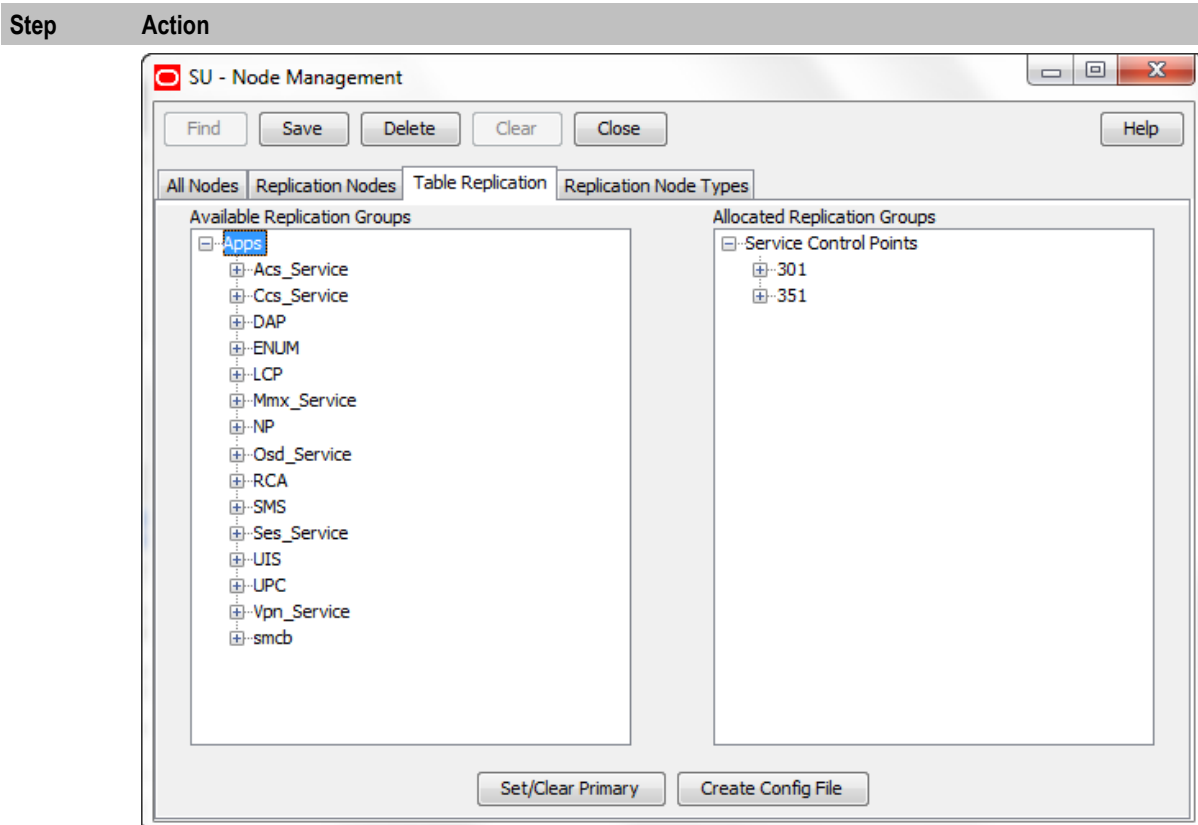 Step Action
SU - Node Management
Find Save Delete Clear Close Help
All Nodes Replication Nodes Table Replication Replication Node Types
Available Replication Groups
Apps
Acs_Service
Ccs_Service
DAP
ENUM
LCP
Mmx_Service
NP
Osd_Service
RCA
SMS
Ses_Service
UIS
UPC
Vpn_Service
smcb
Allocated Replication Groups
Service Control Points
301
351
Set/Clear Primary Create Config File